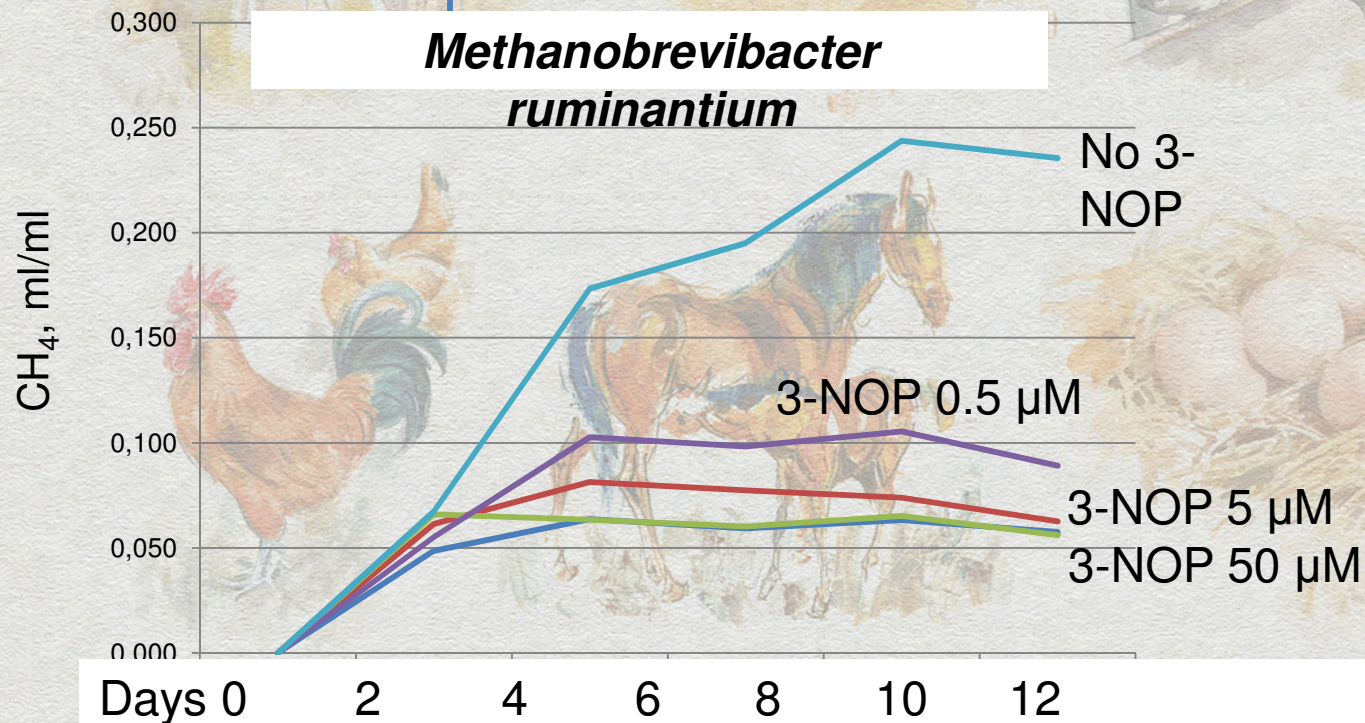 0,300
Methanobrevibacter
ruminantium
0,250
No 3-
NOP
0,200
CH₄, ml/ml
0,150
3-NOP 0.5 µM
0,100
3-NOP 5 µM
0,050
3-NOP 50 µM
0,000
Days 0 2 4 6 8 10 12